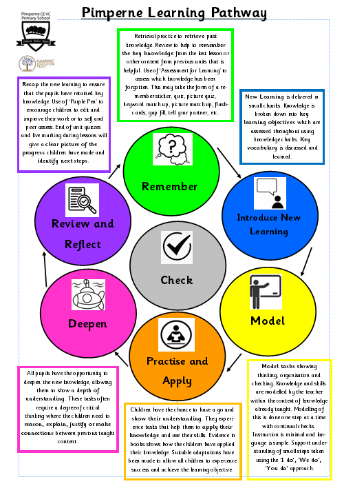 Pimperne CEVC
Primary School
Pimperne Learning Pathway
Retrieval practice to retrieve past
knowledge. Review to help to remember
the key knowledge from the last lesson or
other content from previous units that is
helpful. Use of 'Assessment for Learning' to
assess which knowledge has been
forgotten. This may take the form of a re-
member starter, quiz, picture quiz,
keyword match up, picture match up, flash-
cards, gap fill, tell your partner, etc.
Recap the new learning to ensure
that the pupils have retained key
knowledge. Use of 'Purple Pen' to
encourage children to edit and
improve their work or to self and
peer assess. End of unit quizzes
and live marking during lessons will
give a clear picture of the
progress children have made and
identify next steps.
New Learning is delivered in
small chunks. Knowledge is
broken down into key
learning objectives which are
assessed throughout using
knowledge checks. Key
vocabulary is discussed and
learned.
Remember
Review and
Reflect
Introduce New
Learning
Check
Deepen
Model
Practise and
Apply
All pupils have the opportunity to
deepen the new knowledge, allowing
them to show a depth of
understanding. These tasks often
require a degree of critical
thinking where the children need to
reason, explain, justify or make
connections between previous taught
content.
Children have the chance to have a go and
show their understanding. They experi-
ence tasks that help them to apply their
knowledge and use their skills. Evidence in
books shows how the children have applied
their knowledge. Suitable adaptations have
been made to allow all children to experience
success and achieve the learning objective.
Model tasks showing
thinking, organisation and
checking. Knowledge and skills
are modelled by the teacher
within the context of knowledge
already taught. Modelling of
this is done one step at a time
with continual checks.
Instruction is minimal and lan-
guage is simple. Support under-
standing of small steps taken
using the 'I do', 'We do',
'You do' approach.